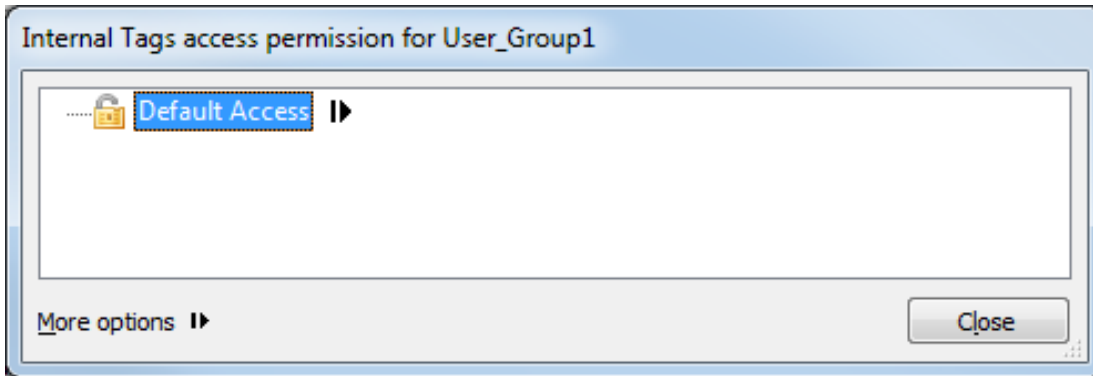 Internal Tags access permission for User_Group1
Default Access
More options
Close